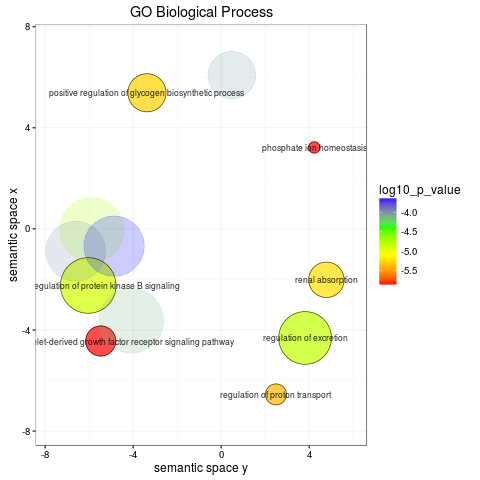 GO Biological Process
8
positive regulation of glycogen biosynthetic process
4
phosphate ion homeostasis
log10_p_value
-4.0
-4.5
-5.0
-5.5
0
renal absorption
egulation of protein kinase B signaling
-4
regulation of excretion
elet-derived growth factor receptor signaling pathway
regulation of proton transport
-8
-8 -4 0 4
semantic space y
semantic space x